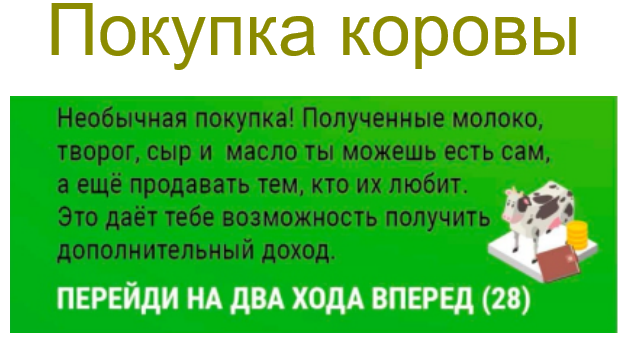 Покупка коровы
Необычная покупка! Полученные молоко,
творог, сыр и масло ты можешь есть сам,
а ещё продавать тем, кто их любит.
Это даёт тебе возможность получить
дополнительный доход.
ПЕРЕЙДИ НА ДВА ХОДА ВПЕРЕД (28)